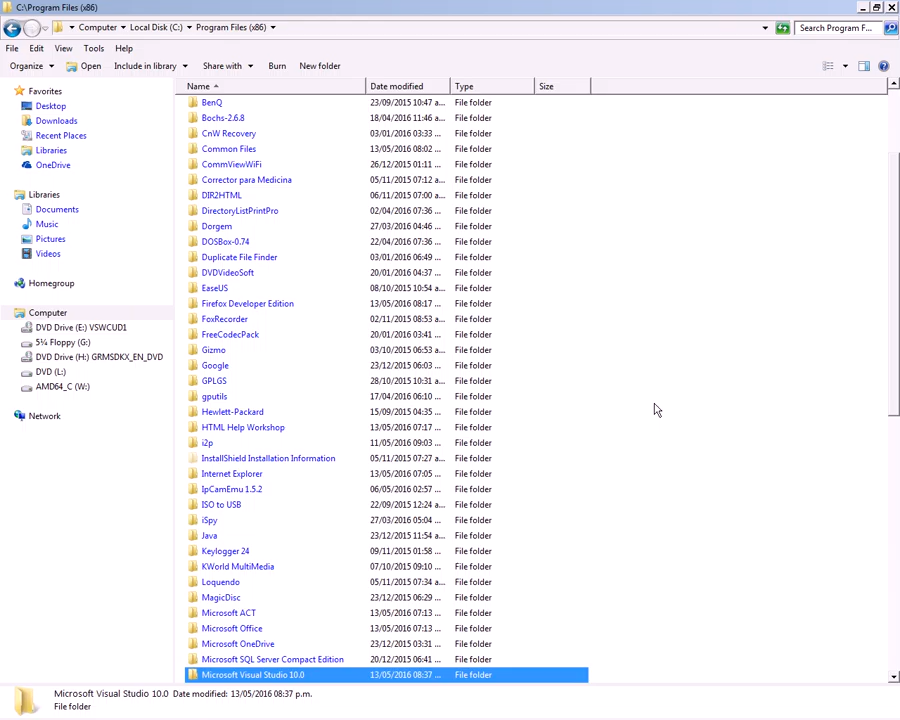 C:\Program Files (x86)
Computer Local Disk (C:) Program Files (x86) Search Program F...
File Edit View Tools Help
Organize Open Include in library Share with Burn New folder
Favorites
Desktop
Downloads
Recent Places
Libraries
OneDrive
Libraries
Documents
Music
Pictures
Videos
Homegroup
Computer
DVD Drive (E:) VSWCUD1
5¼ Floppy (G:)
DVD Drive (H:) GRMSDKX_EN_DVD
DVD (L:)
AMD64_C (W:)
Network
Name Date modified Type Size
BenQ 23/09/2015 10:47 a... File folder
Bochs-2.6.8 18/04/2016 11:46 a... File folder
CnW Recovery 03/01/2016 03:33 ... File folder
Common Files 13/05/2016 08:02 ... File folder
CommViewWiFi 26/12/2015 01:11 ... File folder
Corrector para Medicina 05/11/2015 07:12 a... File folder
DIR2HTML 06/11/2015 07:00 a... File folder
DirectoryListPrintPro 02/04/2016 07:36 ... File folder
Dorgem 27/03/2016 04:46 ... File folder
DOSBox-0.74 22/04/2016 07:36 ... File folder
Duplicate File Finder 03/01/2016 06:49 ... File folder
DVDVideoSoft 20/01/2016 04:37 ... File folder
EaseUS 08/10/2015 10:54 a... File folder
Firefox Developer Edition 13/05/2016 08:17 ... File folder
FoxRecorder 02/11/2015 08:53 a... File folder
FreeCodecPack 20/01/2016 03:41 ... File folder
Gizmo 03/10/2015 06:53 a... File folder
Google 23/12/2015 06:03 ... File folder
GPLGS 28/10/2015 10:31 a... File folder
gputils 17/04/2016 06:10 ... File folder
Hewlett-Packard 15/09/2015 04:35 ... File folder
HTML Help Workshop 13/05/2016 07:17 ... File folder
i2p 11/05/2016 09:03 ... File folder
InstallShield Installation Information 05/11/2015 07:27 a... File folder
Internet Explorer 13/05/2016 07:05 ... File folder
IpCamEmu 1.5.2 06/05/2016 02:57 ... File folder
ISO to USB 22/09/2015 12:24 a... File folder
iSpy 27/03/2016 05:04 ... File folder
Java 23/12/2015 11:54 a... File folder
Keylogger 24 09/11/2015 01:58 ... File folder
KWorld MultiMedia 07/10/2015 09:10 ... File folder
Loquendo 05/11/2015 07:34 a... File folder
MagicDisc 23/12/2015 06:29 ... File folder
Microsoft ACT 13/05/2016 07:13 ... File folder
Microsoft Office 13/05/2016 07:13 ... File folder
Microsoft OneDrive 23/12/2015 03:31 ... File folder
Microsoft SQL Server Compact Edition 20/12/2015 06:41 ... File folder
Microsoft Visual Studio 10.0 13/05/2016 08:37 ... File folder
Microsoft Visual Studio 10.0 Date modified: 13/05/2016 08:37 p.m.
File folder